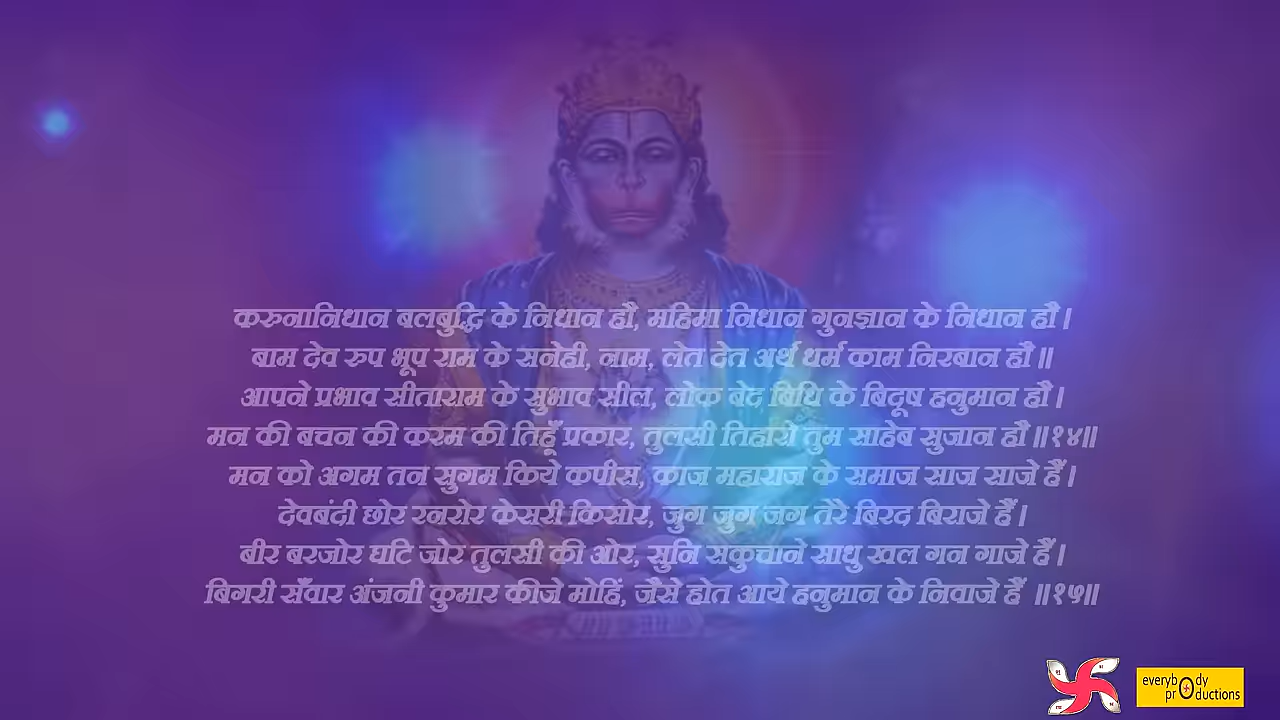 करुनानिधान बलबुद्धि के निधान हौ, महिमा निधान गुनज्ञान के निधान हौ।
बाम देव रुप भूप राम के सनेही, नाम, लेत देत अर्थ धर्म काम निरबान हौ॥
आपने प्रभाव सीताराम के सुभाव सील, लोक बेद बिधि के बिदूष हनुमान हौ।
मन की बचन की करम की तिहूँ प्रकार, तुलसी तिहारो तुम साहेब सुजान हौ॥१४॥
मन को अगम तन सुगम किये कपीस, काज महाराज के समाज साज साजे हैं।
देवबंदी छोर रनरोर केसरी किसोर, जुग जुग जग तेरे बिरद बिराजे हैं।
बीर बरजोर घटि जोर तुलसी की ओर, सुनि सकुचाने साधु खल गन गाजे हैं।
बिगरी सँवार अंजनी कुमार कीजे मोहिं, जैसे होत आये हनुमान के निवाजे हैं ॥१५॥
everybody
productions